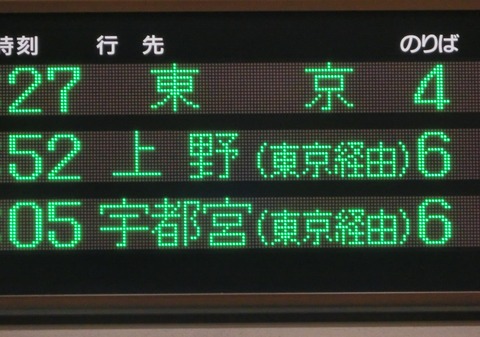 時刻 行先 のりば
27 東京 4
52 上野(東京経由) 6
05 宇都宮(東京経由) 6